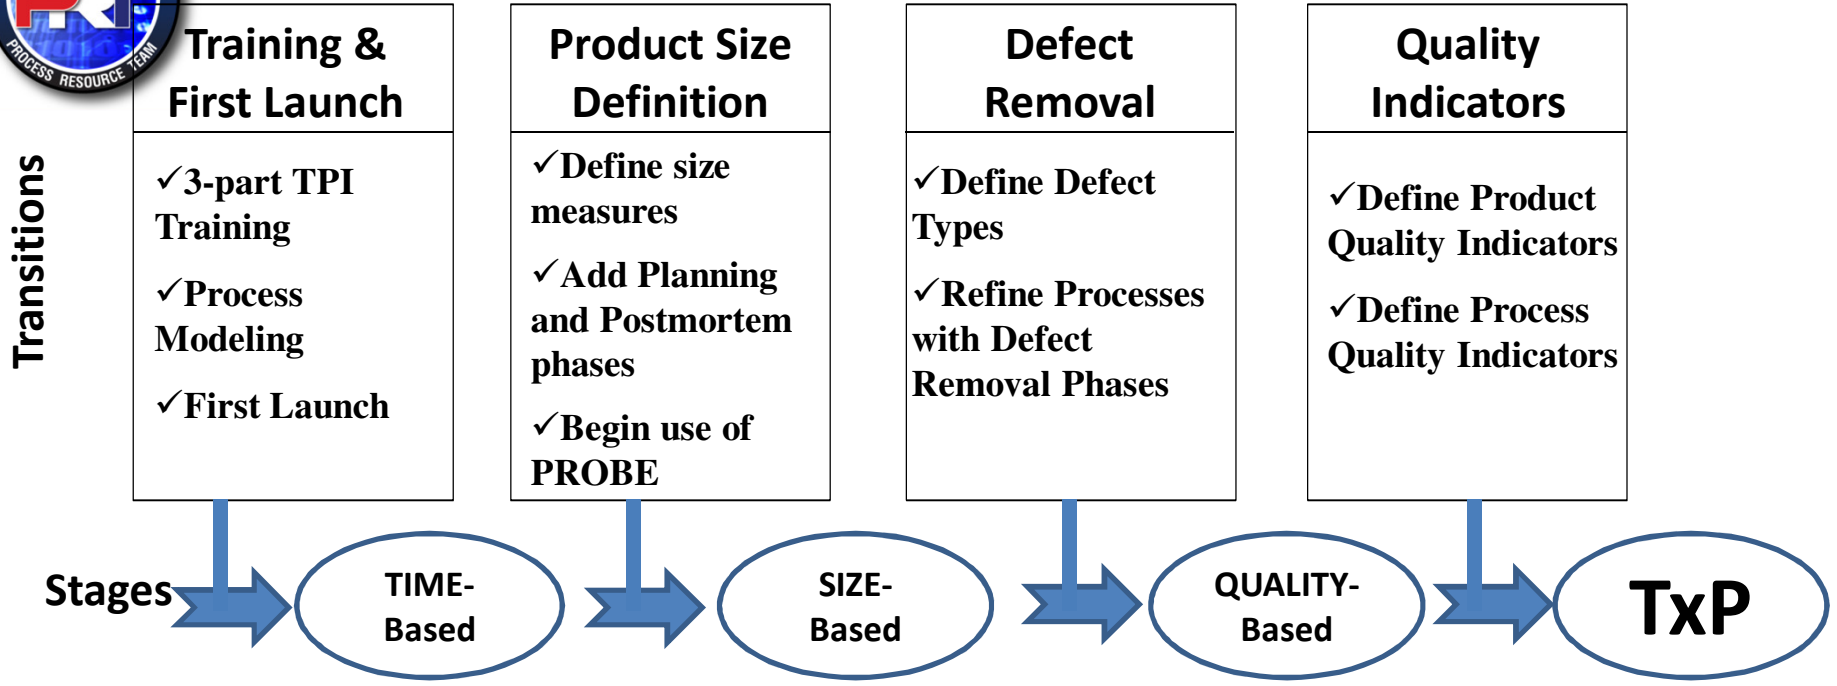 PRT
PROCESS RESOURCE TEAM
Training &
First Launch
✓3-part TPI
Training
✓Process
Modeling
✓First Launch
Product Size
Definition
✓Define size
measures
✓Add Planning
and Postmortem
phases
✓Begin use of
PROBE
Defect
Removal
✓Define Defect
Types
✓Refine Processes
with Defect
Removal Phases
Quality
Indicators
✓Define Product
Quality Indicators
✓Define Process
Quality Indicators
Transitions
Stages
TIME-
Based
SIZE-
Based
QUALITY-
Based
TxP